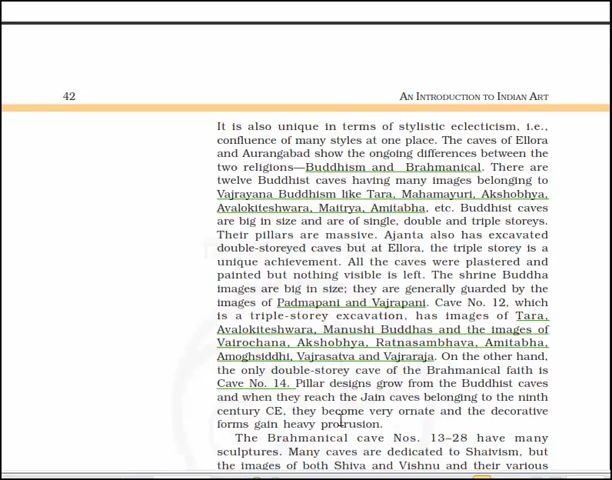 42
AN INTRODUCTION TO INDIAN ART
It is also unique in terms of stylistic eclecticism, i.e.,
confluence of many styles at one place. The caves of Ellora
and Aurangabad show the ongoing differences between the
two religions—Buddhism and Brahmanical. There are
twelve Buddhist caves having many images belonging to
Vajrayana Buddhism like Tara, Mahamayuri, Akshobhya,
Avalokiteshwara, Maitrya, Amitabha, etc. Buddhist caves
are big in size and are of single, double and triple storeys.
Their pillars are massive. Ajanta also has excavated
double-storeyed caves but at Ellora, the triple storey is a
unique achievement. All the caves were plastered and
painted but nothing visible is left. The shrine Buddha
images are big in size; they are generally guarded by the
images of Padmapani and Vajrapani. Cave No. 12, which
is a triple-storey excavation, has images of Tara,
Avalokiteshwara, Manushi Buddhas and the images of
Vairochana, Akshobhya, Ratnasambhava, Amitabha,
Amoghsiddhi, Vajrasatva and Vajraraja. On the other hand,
the only double-storey cave of the Brahmanical faith is
Cave No. 14. Pillar designs grow from the Buddhist caves
and when they reach the Jain caves belonging to the ninth
century CE, they become very ornate and the decorative
forms gain heavy protrusion.
The Brahmanical cave Nos. 13–28 have many
sculptures. Many caves are dedicated to Shaivism, but
the images of both Shiva and Vishnu and their various